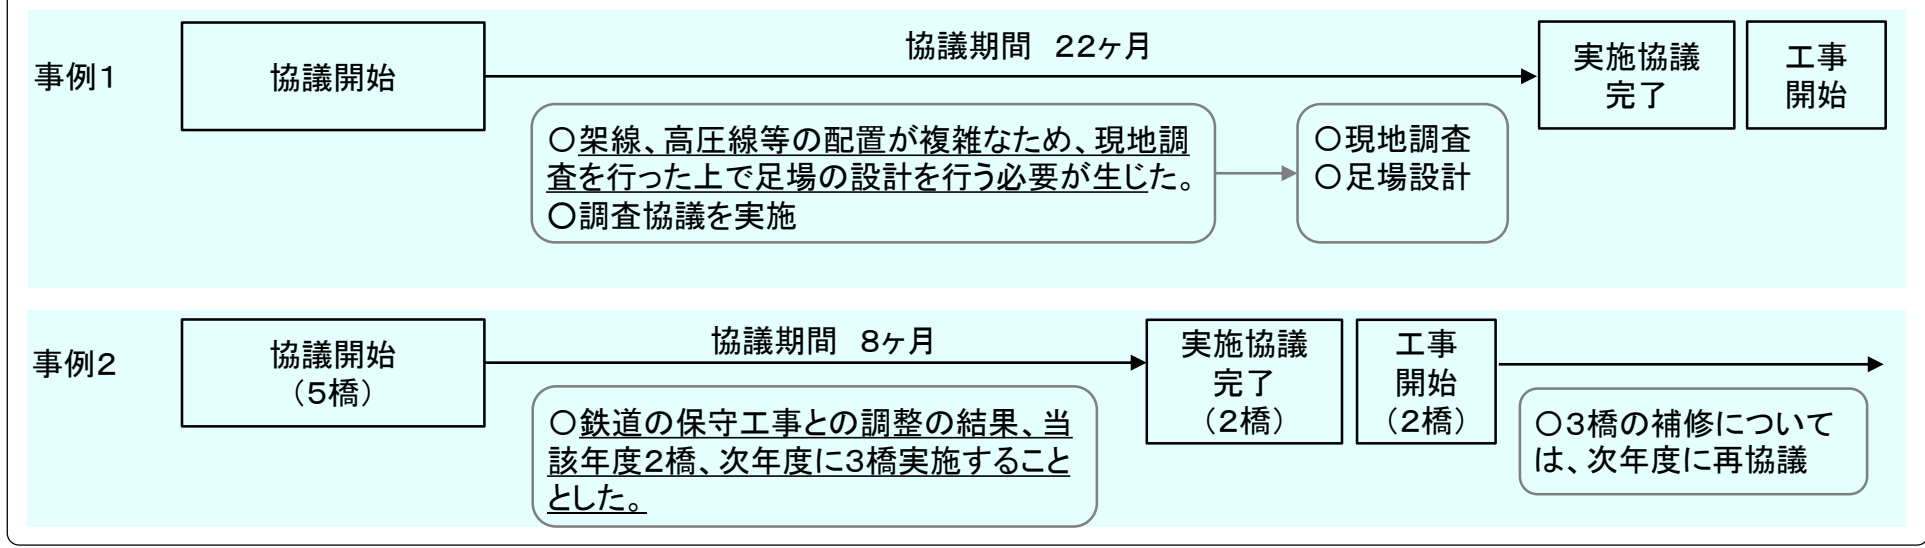 事例1
協議開始
協議期間　22ヶ月
実施協議
完了
工事
開始
〇架線、高圧線等の配置が複雑なため、現地調
査を行った上で足場の設計を行う必要が生じた。
〇調査協議を実施
〇現地調査
〇足場設計
事例2
協議開始
（5橋）
協議期間　8ヶ月
実施協議
完了
（2橋）
工事
開始
（2橋）
〇鉄道の保守工事との調整の結果、当
該年度2橋、次年度に3橋実施すること
とした。
〇3橋の補修について
は、次年度に再協議